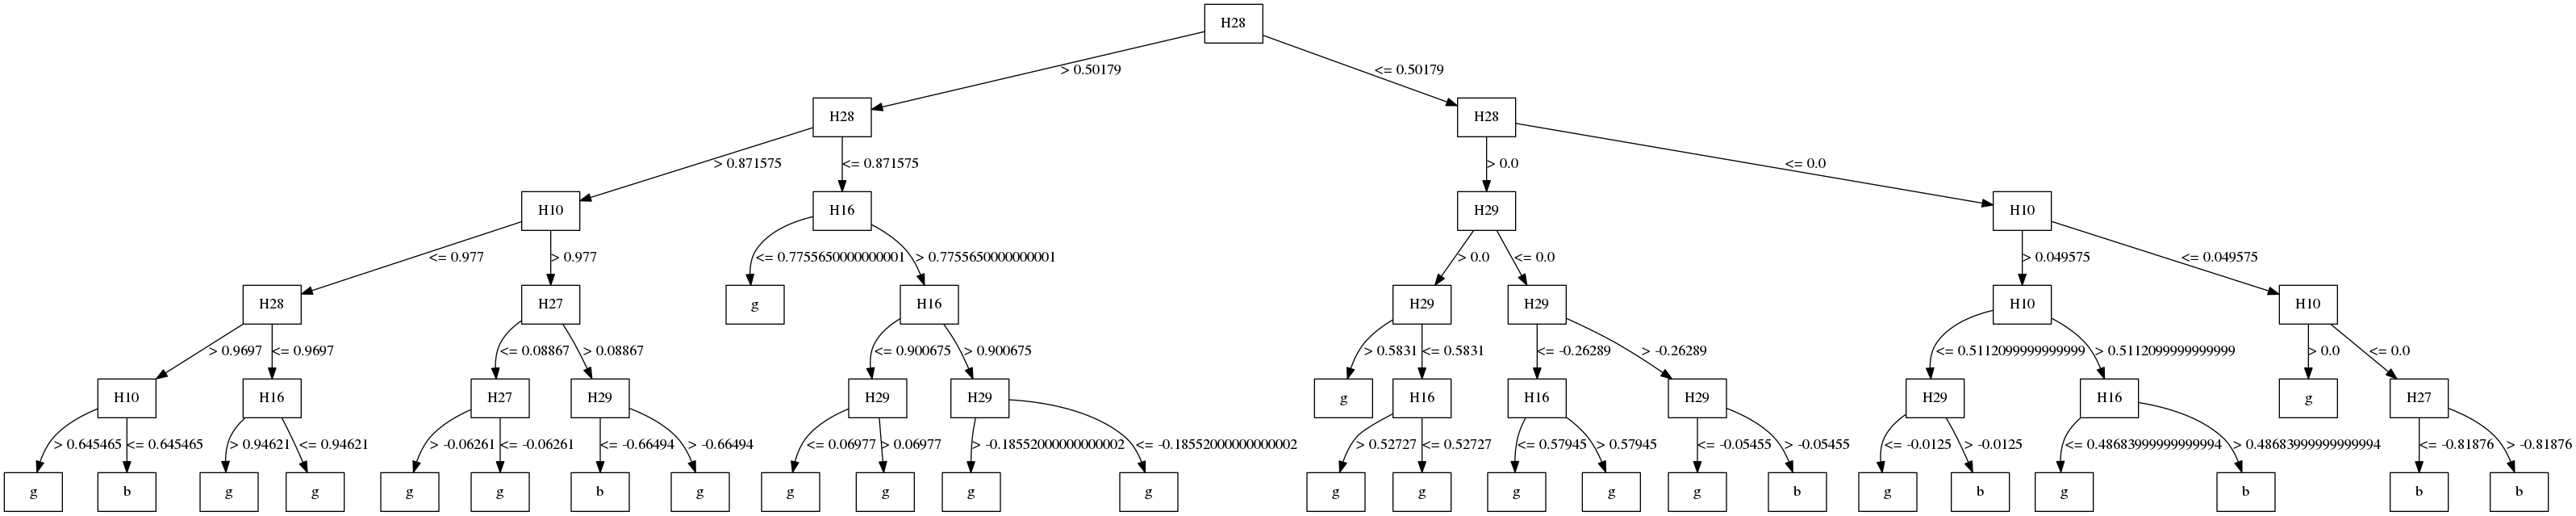 H28
> 0.50179 <= 0.50179
H28 H28
> 0.871575 <= 0.871575 > 0.0 <= 0.0
H10 H16 H29 H10
<= 0.977 > 0.977 <= 0.7755650000000001 > 0.7755650000000001 > 0.0 <= 0.0 > 0.049575 <= 0.049575
H28 H27 g H16 H29 H29 H10 H10
> 0.9697 <= 0.9697 <= 0.08867 > 0.08867 <= 0.900675 > 0.900675 > 0.5831 <= 0.5831 <= -0.26289 > -0.26289 <= 0.5112099999999999 > 0.5112099999999999 > 0.0 <= 0.0
H10 H16 H27 H29 H29 H29 g H16 H16 H29 H29 H16 g H27
> 0.645465 <= 0.645465 > 0.94621 <= 0.94621 > -0.06261 <= -0.06261 <= -0.66494 > -0.66494 <= 0.06977 > 0.06977 > -0.18552000000000002 <= -0.18552000000000002 > 0.52727 <= 0.52727 <= 0.57945 > 0.57945 <= -0.05455 > -0.05455 <= -0.0125 > -0.0125 <= 0.48683999999999994 > 0.48683999999999994 <= -0.81876 > -0.81876
g b g g g g b g g g g g g g g g g b g b g b b b